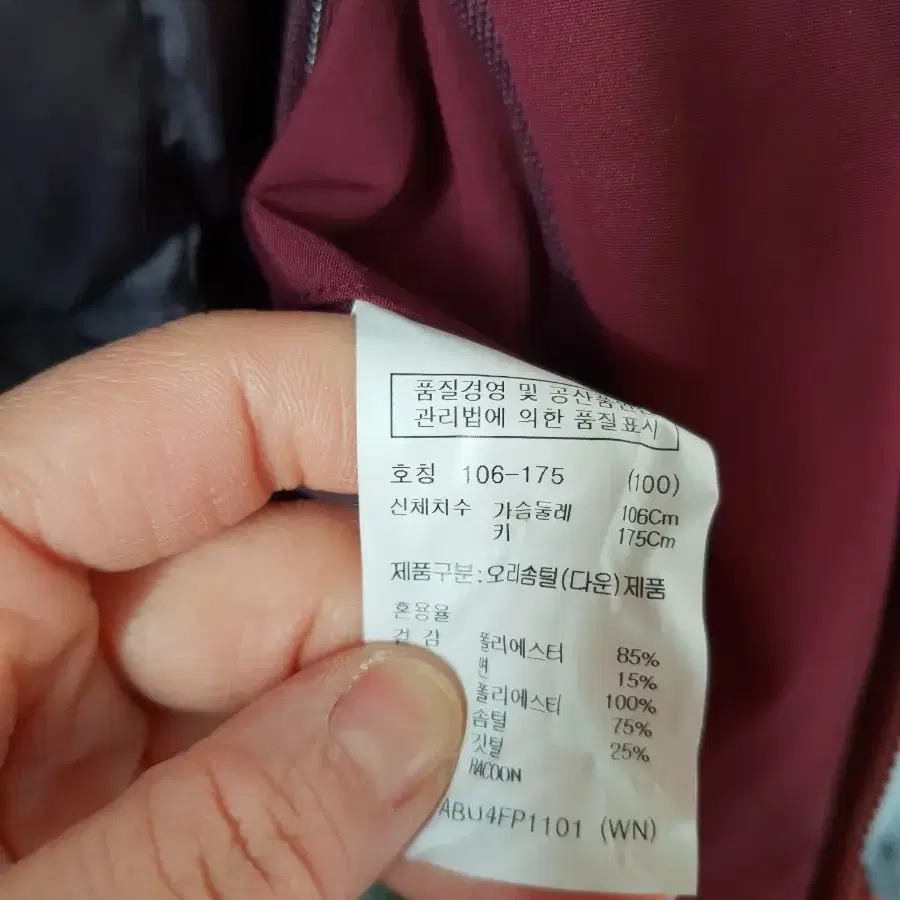 품질경영 및 공산품안전
관리법에 의한 품질표시
호칭 106-175 (100)
신체치수 가슴둘레 106Cm
키 175Cm
제품구분:오리솜털(다운)제품
혼용율
겉감 폴리에스터 85%
면 15%
폴리에스터 100%
솜털 75%
깃털 25%
RACOON
ABU4FP1101 (WN)